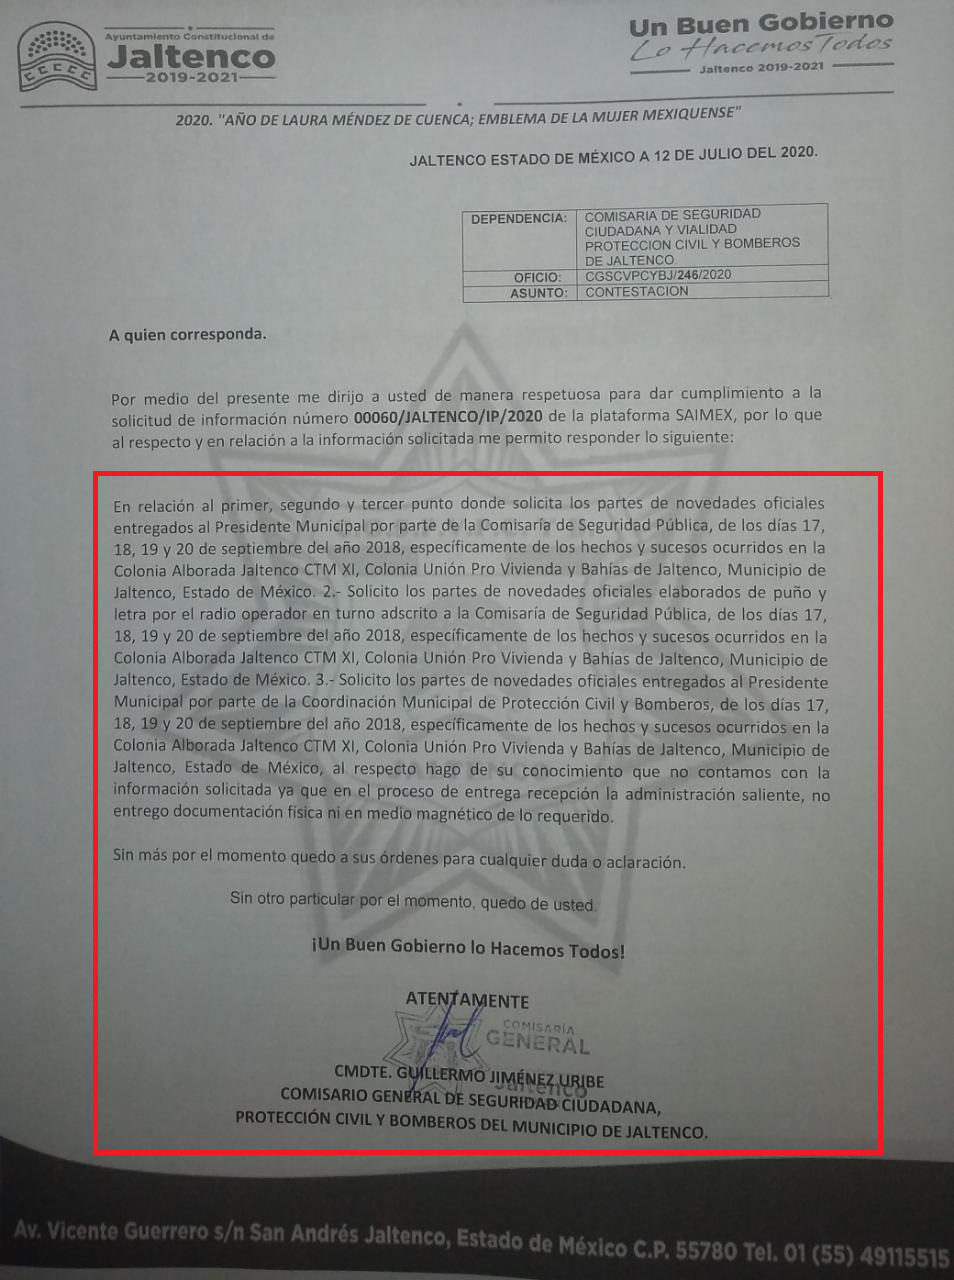 Ayuntamiento Constitucional de
Jaltenco
2019-2021
Un Buen Gobierno
Lo Hacemos Todos
Jaltenco 2019-2021
2020. "AÑO DE LAURA MÉNDEZ DE CUENCA; EMBLEMA DE LA MUJER MEXIQUENSE"
JALTENCO ESTADO DE MÉXICO A 12 DE JULIO DEL 2020.
DEPENDENCIA: COMISARIA DE SEGURIDAD
CIUDADANA Y VIALIDAD
PROTECCION CIVIL Y BOMBEROS
DE JALTENCO.
OFICIO: CGSCVPCYBJ/246/2020
ASUNTO: CONTESTACION
A quien corresponda.
Por medio del presente me dirijo a usted de manera respetuosa para dar cumplimiento a la
solicitud de información número 00060/JALTENCO/IP/2020 de la plataforma SAIMEX, por lo que
al respecto y en relación a la información solicitada me permito responder lo siguiente:
En relación al primer, segundo y tercer punto donde solicita los partes de novedades oficiales
entregados al Presidente Municipal por parte de la Comisaría de Seguridad Pública, de los días 17,
18, 19 y 20 de septiembre del año 2018, específicamente de los hechos y sucesos ocurridos en la
Colonia Alborada Jaltenco CTM XI, Colonia Unión Pro Vivienda y Bahías de Jaltenco, Municipio de
Jaltenco, Estado de México. 2.- Solicito los partes de novedades oficiales elaborados de puño y
letra por el radio operador en turno adscrito a la Comisaría de Seguridad Pública, de los días 17,
18, 19 y 20 de septiembre del año 2018, específicamente de los hechos y sucesos ocurridos en la
Colonia Alborada Jaltenco CTM XI, Colonia Unión Pro Vivienda y Bahías de Jaltenco, Municipio de
Jaltenco, Estado de México. 3.- Solicito los partes de novedades oficiales entregados al Presidente
Municipal por parte de la Coordinación Municipal de Protección Civil y Bomberos, de los días 17,
18, 19 y 20 de septiembre del año 2018, específicamente de los hechos y sucesos ocurridos en la
Colonia Alborada Jaltenco CTM XI, Colonia Unión Pro Vivienda y Bahías de Jaltenco, Municipio de
Jaltenco, Estado de México, al respecto hago de su conocimiento que no contamos con la
información solicitada ya que en el proceso de entrega recepción la administración saliente, no
entrego documentación física ni en medio magnético de lo requerido.
Sin más por el momento quedo a sus órdenes para cualquier duda o aclaración.
Sin otro particular por el momento, quedo de usted.
¡Un Buen Gobierno lo Hacemos Todos!
ATENTAMENTE
COMISARÍA
GENERAL
Jaltenco
CMDTE. GUILLERMO JIMÉNEZ URIBE
COMISARIO GENERAL DE SEGURIDAD CIUDADANA,
PROTECCIÓN CIVIL Y BOMBEROS DEL MUNICIPIO DE JALTENCO.
Av. Vicente Guerrero s/n San Andrés Jaltenco, Estado de México C.P. 55780 Tel. 01 (55) 49115515